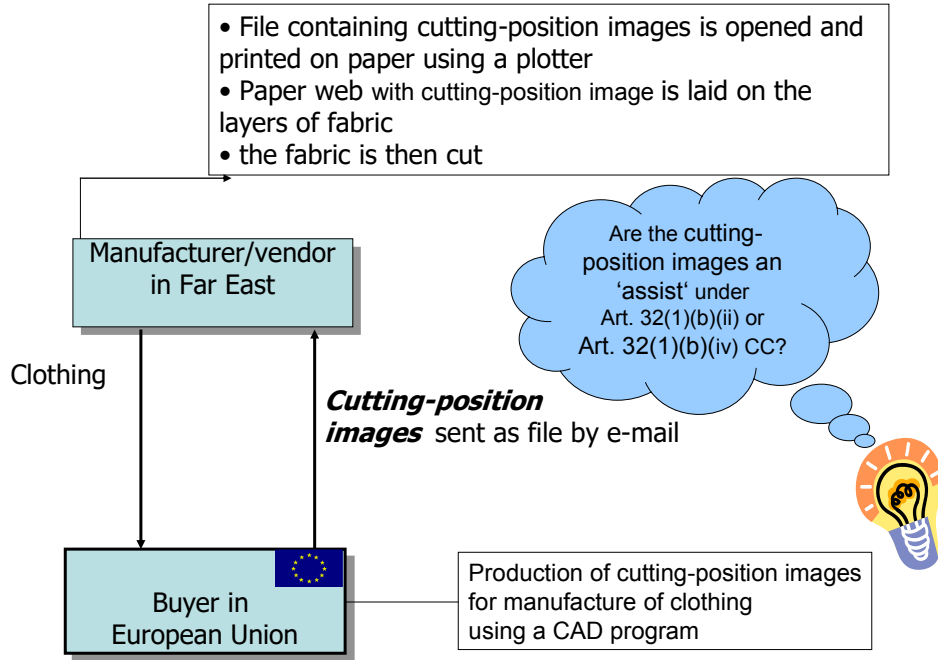 • File containing cutting-position images is opened and
printed on paper using a plotter
• Paper web with cutting-position image is laid on the
layers of fabric
• the fabric is then cut
Are the cutting-
position images an
‘assist‘ under
Art. 32(1)(b)(ii) or
Art. 32(1)(b)(iv) CC?
Manufacturer/vendor
in Far East
Clothing
Cutting-position
images sent as file by e-mail
Buyer in
European Union
Production of cutting-position images
for manufacture of clothing
using a CAD program